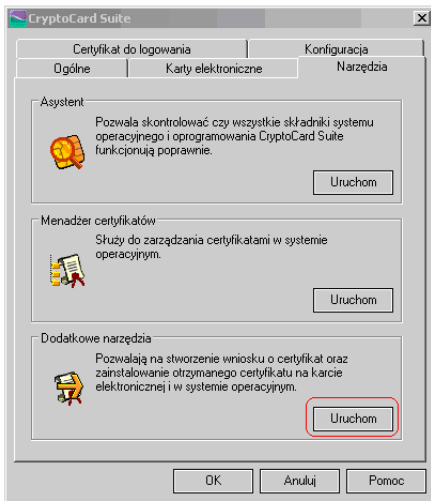 CryptoCard Suite
Certyfikat do logowania
Konfiguracja
Ogólne
Karty elektroniczne
Narzędzia
Asystent
Pozwala skontrolować czy wszystkie składniki systemu
operacyjnego i oprogramowania CryptoCard Suite
funkcjonują poprawnie.
Uruchom
Menadżer certyfikatów
Służy do zarządzania certyfikatami w systemie
operacyjnym.
Uruchom
Dodatkowe narzędzia
Pozwalają na stworzenie wniosku o certyfikat oraz
zainstalowanie otrzymanego certyfikatu na karcie
elektronicznej i w systemie operacyjnym.
Uruchom
OK
Anuluj
Pomoc